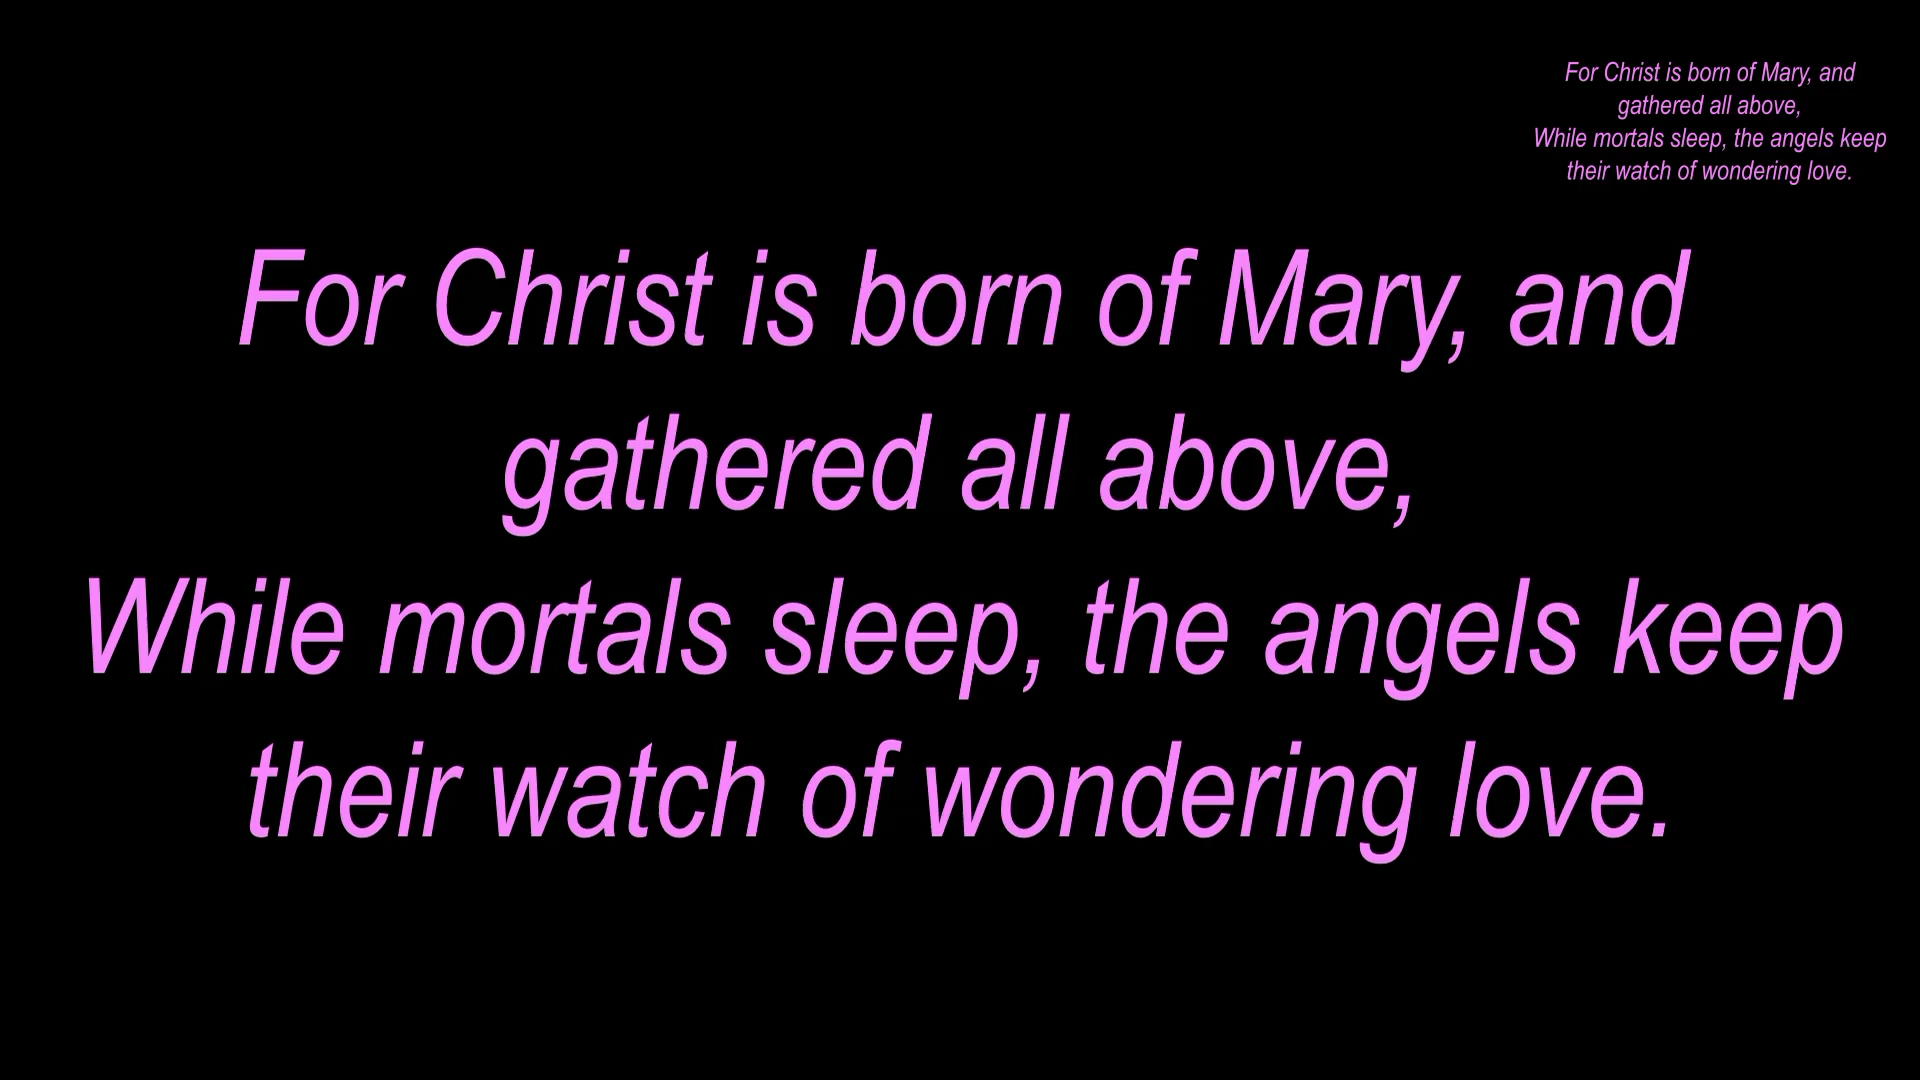 For Christ is born of Mary, and
gathered all above,
While mortals sleep, the angels keep
their watch of wondering love.
For Christ is born of Mary, and
gathered all above,
While mortals sleep, the angels keep
their watch of wondering love.